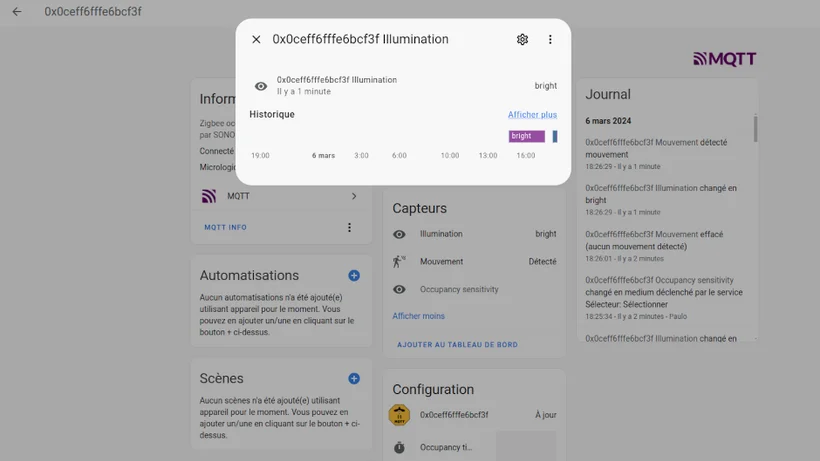 0x0ceff6fffe6bcf3f
0x0ceff6fffe6bcf3f Illumination
0x0ceff6fffe6bcf3f Illumination
Il y a 1 minute
bright
Historique
Afficher plus
bright
19:00 6 mars 3:00 6:00 10:00 13:00 16:00
MQTT
Inform
Zigbee oc
par SONO
Connecté
Micrologi
MQTT
MQTT INFO
Automatisations
Aucun automatisations n'a été ajouté(e)
utilisant appareil pour le moment. Vous
pouvez en ajouter un/une en cliquant sur le
bouton + ci-dessus.
Scènes
Aucun scènes n'a été ajouté(e) utilisant
appareil pour le moment. Vous pouvez en
ajouter un/une en cliquant sur le bouton + ci-
dessus.
Capteurs
Illumination bright
Mouvement Détecté
Occupancy sensitivity
Afficher moins
AJOUTER AU TABLEAU DE BORD
Configuration
0x0ceff6fffe6bcf3f À jour
Occupancy ti...
Journal
6 mars 2024
0x0ceff6fffe6bcf3f Mouvement détecté
mouvement
18:26:29 - Il y a 1 minute
0x0ceff6fffe6bcf3f Illumination changé en
bright
18:26:29 - Il y a 1 minute
0x0ceff6fffe6bcf3f Mouvement effacé
(aucun mouvement détecté)
18:26:01 - Il y a 2 minutes
0x0ceff6fffe6bcf3f Occupancy sensitivity
changé en medium déclenché par le service
Sélecteur: Sélectionner
18:25:34 - Il y a 2 minutes - Paulo
0x0ceff6fffe6bcf3f Illumination changé en